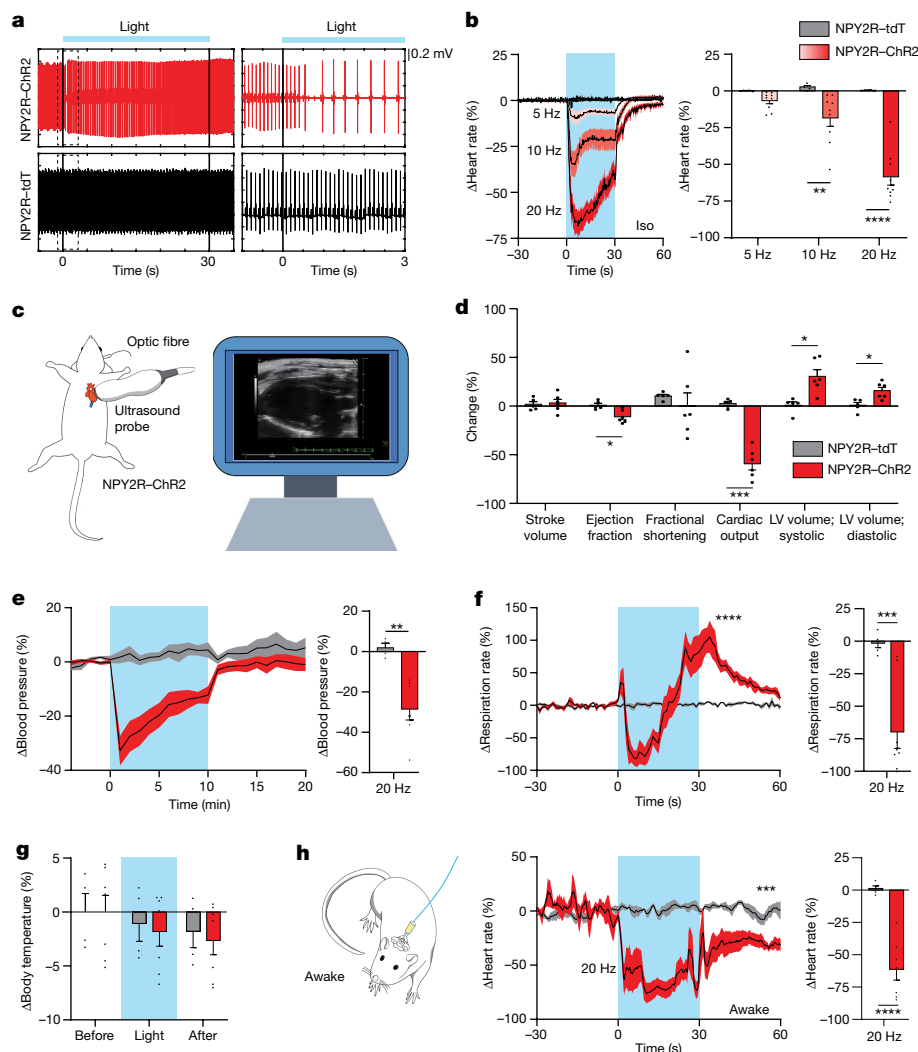 a
Light
Light
0.2 mV
NPY2R–ChR2
NPY2R–tdT
0
30
Time (s)
0
3
Time (s)
b
NPY2R–tdT
NPY2R–ChR2
ΔHeart rate (%)
25
0
−25
−50
−75
5 Hz
10 Hz
20 Hz
Iso
−30
0
30
60
Time (s)
ΔHeart rate (%)
25
0
−25
−50
−75
−100
**
****
5 Hz
10 Hz
20 Hz
c
Optic fibre
Ultrasound
probe
NPY2R–ChR2
d
Change (%)
100
50
0
−50
−100
*
***
*
*
NPY2R–tdT
NPY2R–ChR2
Stroke
volume
Ejection
fraction
Fractional
shortening
Cardiac
output
LV volume;
systolic
LV volume;
diastolic
e
ΔBlood pressure (%)
20
0
−20
−40
0
5
10
15
20
Time (min)
ΔBlood pressure (%)
20
0
−20
−40
−60
**
20 Hz
f
ΔRespiration rate (%)
150
100
50
0
−50
−100
****
−30
0
30
60
Time (s)
ΔRespiration rate (%)
25
0
−25
−50
−75
−100
***
20 Hz
g
ΔBody temperature (%)
5
0
−5
−10
Before
Light
After
h
Awake
ΔHeart rate (%)
50
0
−50
−100
***
20 Hz
Awake
−30
0
30
60
Time (s)
ΔHeart rate (%)
25
0
−25
−50
−75
−100
****
20 Hz